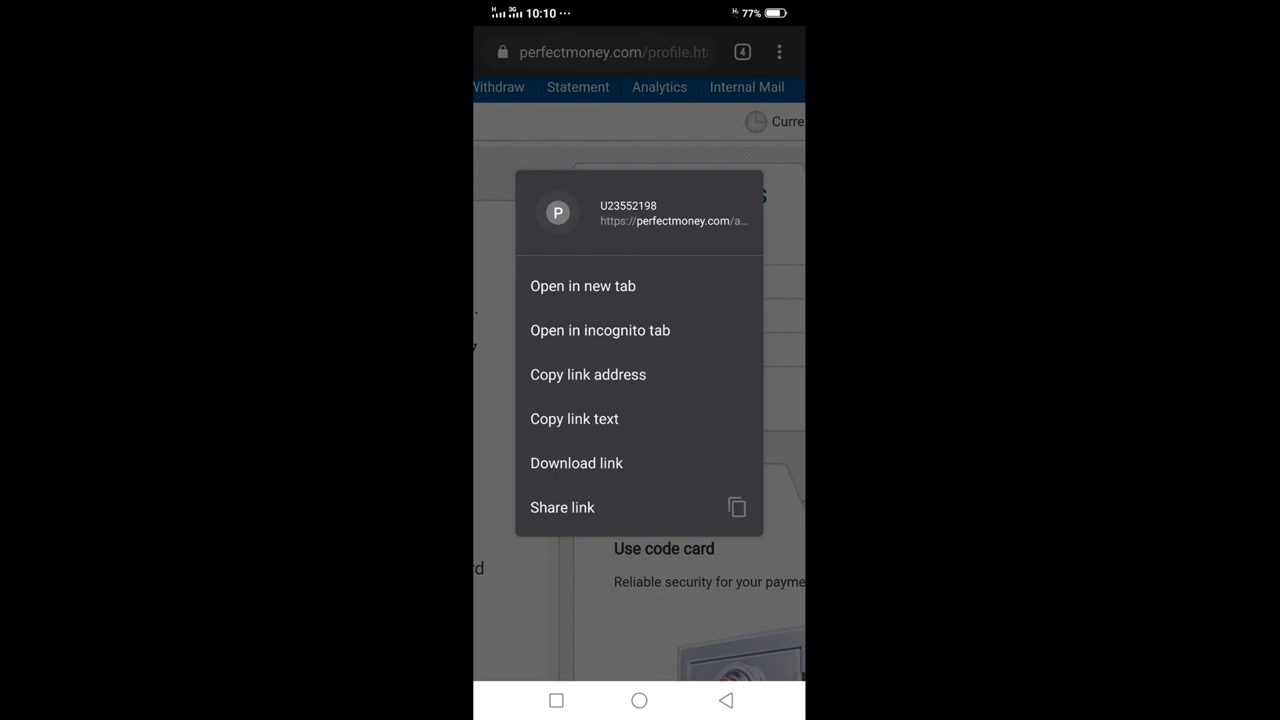 H 3G 10:10 ··· 77%
perfectmoney.com/profile.ht 4
Withdraw Statement Analytics Internal Mail
Curre
s
P
U23552198
https://perfectmoney.com/a...
Open in new tab
Open in incognito tab
Copy link address
Copy link text
Download link
Share link
Use code card
rd
Reliable security for your payme